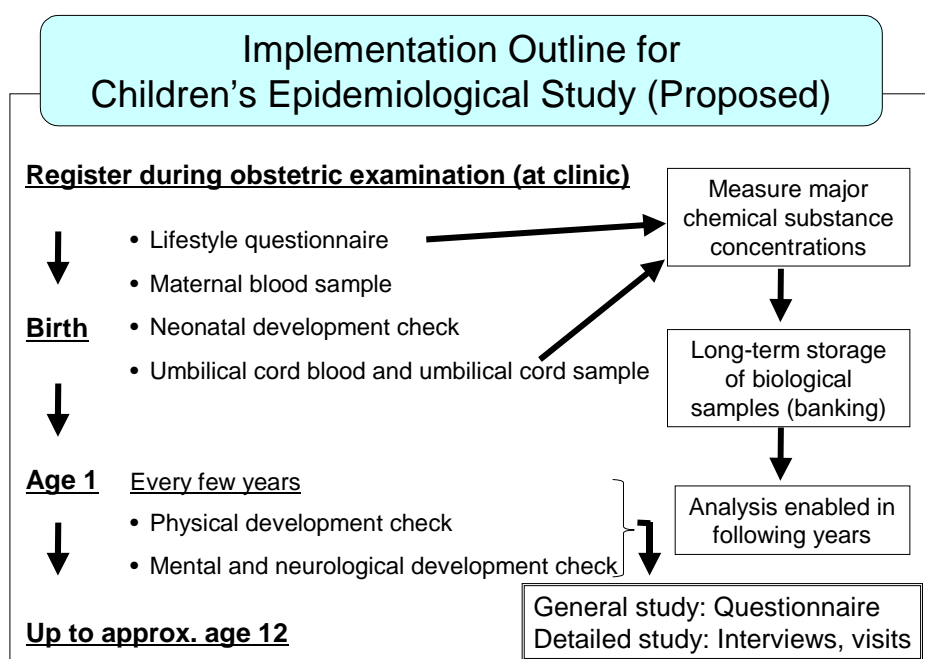 Implementation Outline for
Children's Epidemiological Study (Proposed)
Register during obstetric examination (at clinic)
• Lifestyle questionnaire
• Maternal blood sample
Birth
• Neonatal development check
• Umbilical cord blood and umbilical cord sample
Age 1
Every few years
• Physical development check
• Mental and neurological development check
Up to approx. age 12
Measure major
chemical substance
concentrations
Long-term storage
of biological
samples (banking)
Analysis enabled in
following years
General study: Questionnaire
Detailed study: Interviews, visits